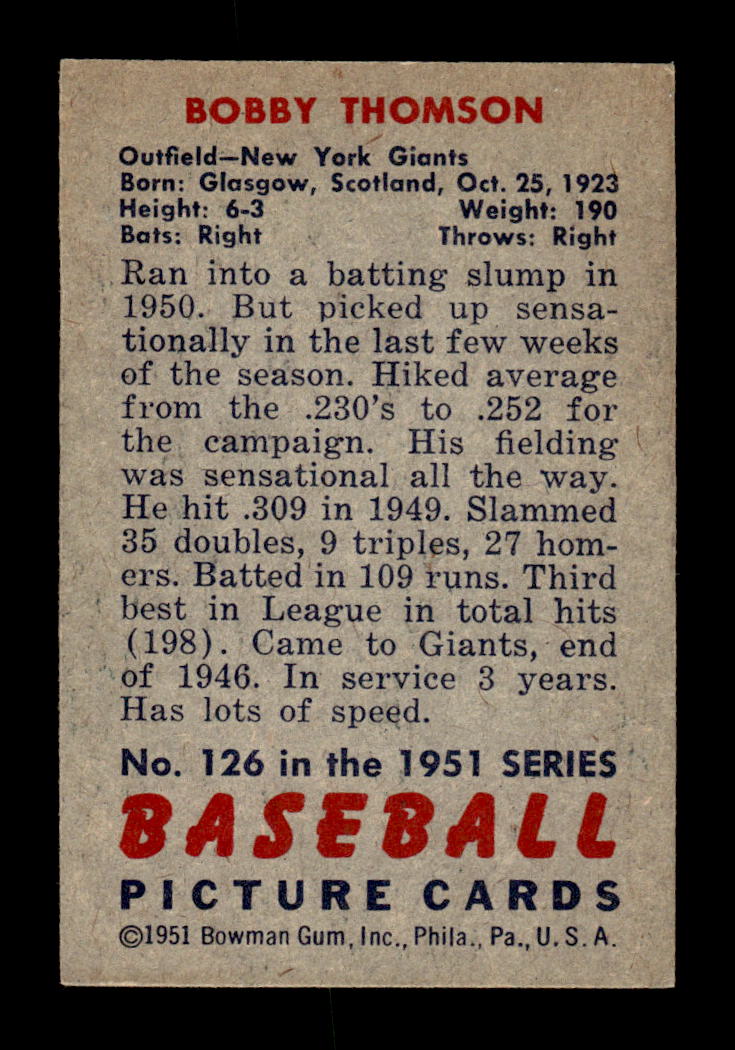 BOBBY THOMSON
Outfield—New York Giants
Born: Glasgow, Scotland, Oct. 25, 1923
Height: 6-3 Weight: 190
Bats: Right Throws: Right
Ran into a batting slump in
1950. But picked up sensa-
tionally in the last few weeks
of the season. Hiked average
from the .230's to .252 for
the campaign. His fielding
was sensational all the way.
He hit .309 in 1949. Slammed
35 doubles, 9 triples, 27 hom-
ers. Batted in 109 runs. Third
best in League in total hits
(198). Came to Giants, end
of 1946. In service 3 years.
Has lots of speed.
No. 126 in the 1951 SERIES
BASEBALL
PICTURE CARDS
©1951 Bowman Gum, Inc., Phila., Pa., U. S. A.